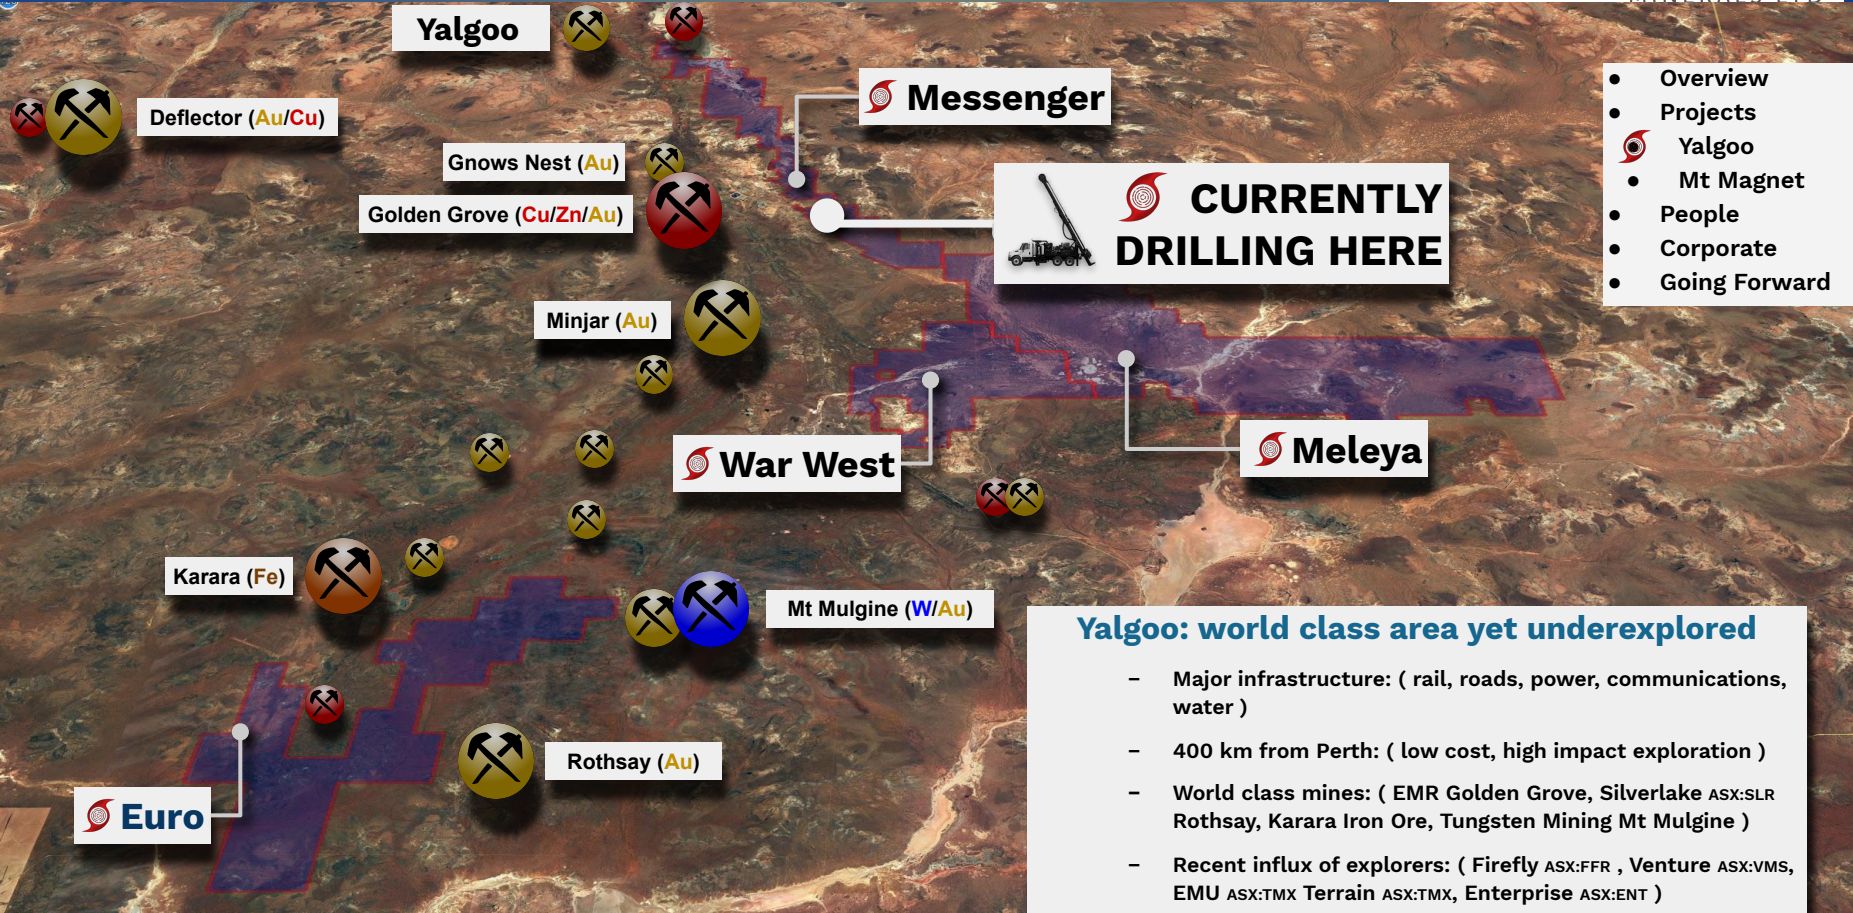 Yalgoo
Messenger
Deflector (Au/Cu)
Gnows Nest (Au)
Golden Grove (Cu/Zn/Au)
CURRENTLY
DRILLING HERE
Minjar (Au)
War West
Meleya
Karara (Fe)
Mt Mulgine (W/Au)
Rothsay (Au)
Euro
● Overview
● Projects
Yalgoo
● Mt Magnet
● People
● Corporate
● Going Forward
Yalgoo: world class area yet underexplored
– Major infrastructure: ( rail, roads, power, communications,
water )
– 400 km from Perth: ( low cost, high impact exploration )
– World class mines: ( EMR Golden Grove, Silverlake ASX:SLR
Rothsay, Karara Iron Ore, Tungsten Mining Mt Mulgine )
– Recent influx of explorers: ( Firefly ASX:FFR , Venture ASX:VMS,
EMU ASX:TMX Terrain ASX:TMX, Enterprise ASX:ENT )